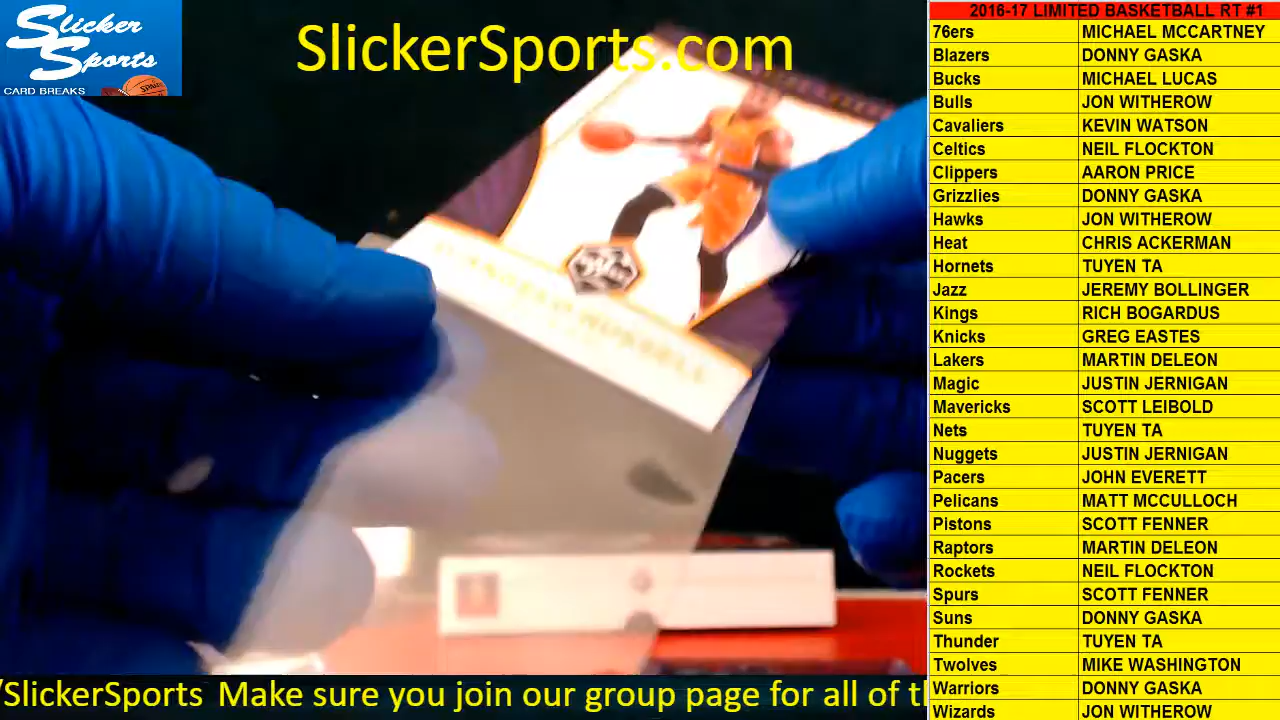 Slicker
Sports
CARD BREAKS
SlickerSports.com
RUSSELL
/SlickerSports Make sure you join our group page for all of t
2016-17 LIMITED BASKETBALL RT #1
76ers MICHAEL MCCARTNEY
Blazers DONNY GASKA
Bucks MICHAEL LUCAS
Bulls JON WITHEROW
Cavaliers KEVIN WATSON
Celtics NEIL FLOCKTON
Clippers AARON PRICE
Grizzlies DONNY GASKA
Hawks JON WITHEROW
Heat CHRIS ACKERMAN
Hornets TUYEN TA
Jazz JEREMY BOLLINGER
Kings RICH BOGARDUS
Knicks GREG EASTES
Lakers MARTIN DELEON
Magic JUSTIN JERNIGAN
Mavericks SCOTT LEIBOLD
Nets TUYEN TA
Nuggets JUSTIN JERNIGAN
Pacers JOHN EVERETT
Pelicans MATT MCCULLOCH
Pistons SCOTT FENNER
Raptors MARTIN DELEON
Rockets NEIL FLOCKTON
Spurs SCOTT FENNER
Suns DONNY GASKA
Thunder TUYEN TA
Twolves MIKE WASHINGTON
Warriors DONNY GASKA
Wizards JON WITHEROW